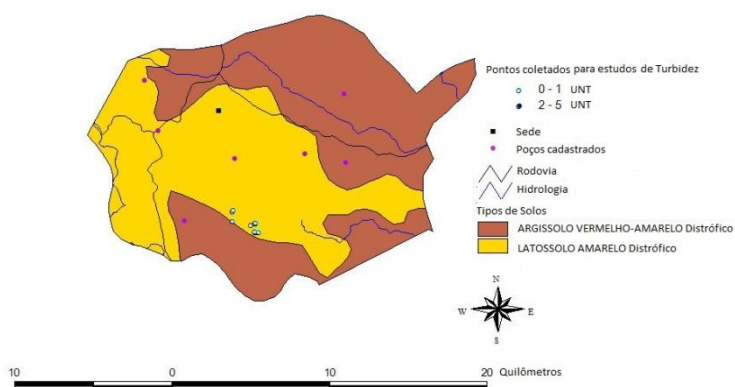 Pontos coletados para estudos de Turbidez
0 - 1 UNT
2 - 5 UNT
Sede
Poços cadastrados
Rodovia
Hidrologia
Tipos de Solos
ARGISSOLO VERMELHO-AMARELO Distrófico
LATOSSOLO AMARELO Distrófico
N
W E
S
10 0 10 20 Quilômetros